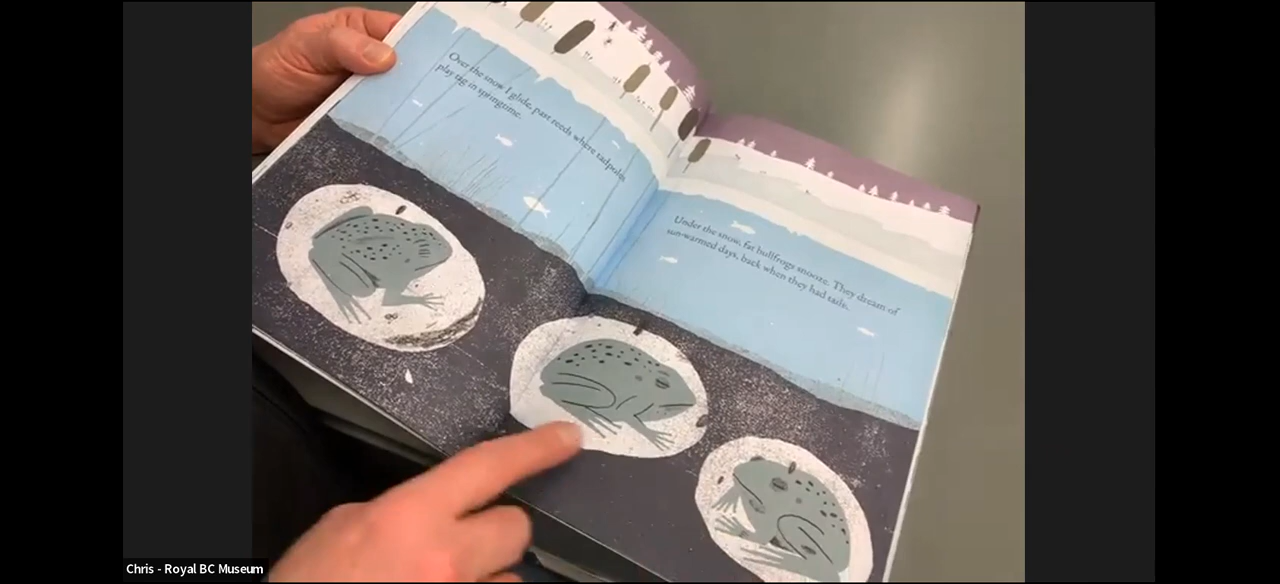 Over the snow I glide, past reeds where tadpoles
play tag in springtime.
Under the snow, fat bullfrogs snooze. They dream of
sun-warmed days, back when they had tails.
Chris - Royal BC Museum